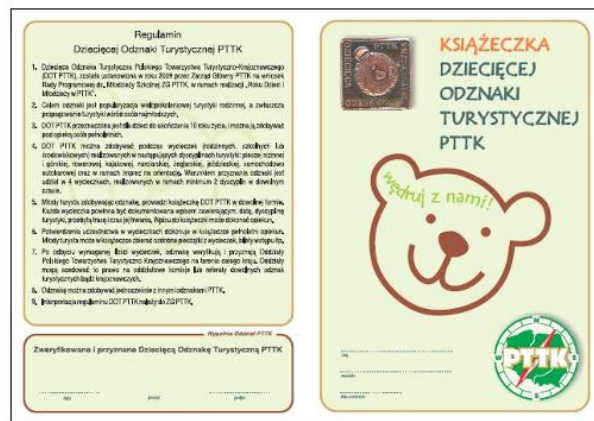 Regulamin
Dziecięcej Odznaki Turystycznej PTTK
1. Dziecięca Odznaka Turystyczna Polskiego Towarzystwa Turystyczno-Krajoznawczego
(DOT PTTK), została ustanowiona w roku 2009 przez Zarząd Główny PTTK na wniosek
Rady Programowej ds. Młodzieży Szkolnej ZG PTTK, w ramach realizacji „Roku Dzieci i
Młodzieży w PTTK”.
2. Celem odznaki jest popularyzacja wielopokoleniowej turystyki rodzinnej, a zwłaszcza
propagowanie turystyki wśród osób najmłodszych.
3. DOT PTTK przeznaczona jest dla dzieci do ukończenia 10 roku życia, i można ją zdobywać
pod opieką osób pełnoletnich.
4. DOT PTTK można zdobywać podczas wycieczek (rodzinnych, szkolnych lub
środowiskowych) realizowanych w następujących dyscyplinach turystyki: pieszej nizinnej
i górskiej, rowerowej, kajakowej, narciarskiej, żeglarskiej, jeździeckiej, samochodowo
autokarowej oraz w ramach imprez na orientację. Warunkiem przyznania odznaki jest
udział w 4 wycieczkach, realizowanych w ramach minimum 2 dyscyplin w dowolnym
czasie.
5. Młody turysta zdobywając odznakę, prowadzi książeczkę DOT PTTK w dowolnej formie.
Każda wycieczka powinna być dokumentowana wpisem zawierającym: datę, dyscyplinę
turystyki, przebytą trasę i czas jej trwania. Wpisu do książeczki może dokonać opiekun.
6. Potwierdzenia uczestnictwa w wycieczkach dokonuje w książeczce pełnoletni opiekun.
Młody turysta może w książeczce zbierać ozdobne pieczątki z wycieczek, bilety wstępu itp.
7. Po odbyciu wymaganej ilości wycieczek, odznakę weryfikują i przyznają Oddziały
Polskiego Towarzystwa Turystyczno-Krajoznawczego na terenie całego kraju. Oddziały
mogą scedować to prawo na oddziałowe komisje lub referaty dowolnych odznak
turystycznych bądź krajoznawczych.
8. Odznakę można zdobywać jednocześnie z innymi odznakami PTTK.
9. Interpretacja regulaminu DOT PTTK należy do ZG PTTK.
Wypełnia Oddział PTTK
Zweryfikowano i przyznano Dziecięcą Odznakę Turystyczną PTTK
data
podpis
PTTK
KSIĄŻECZKA
DZIECIĘCEJ
ODZNAKI
TURYSTYCZNEJ
PTTK
wędruj z nami!
imię
nazwisko
PTTK